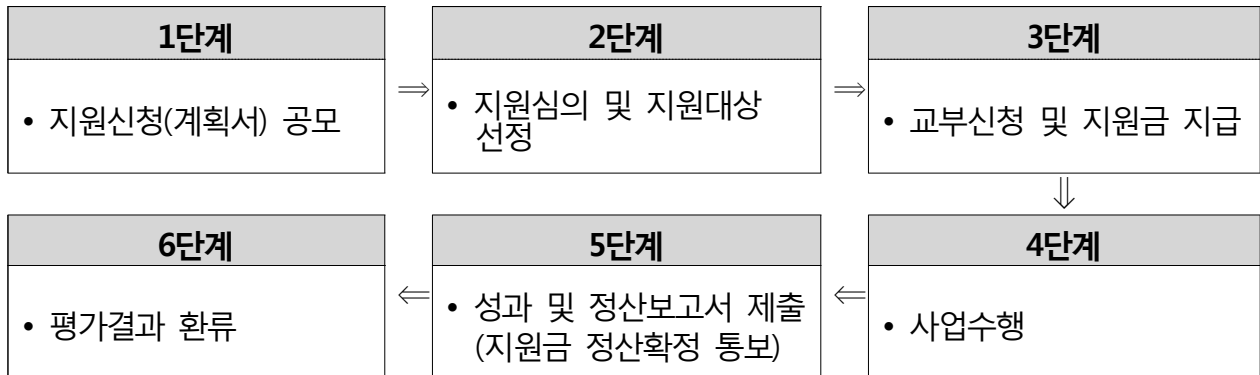 1단계
• 지원신청(계획서) 공모
⇒
2단계
• 지원심의 및 지원대상
선정
⇒
3단계
• 교부신청 및 지원금 지급
⇓
4단계
• 사업수행
⇐
5단계
• 성과 및 정산보고서 제출
(지원금 정산확정 통보)
⇐
6단계
• 평가결과 환류